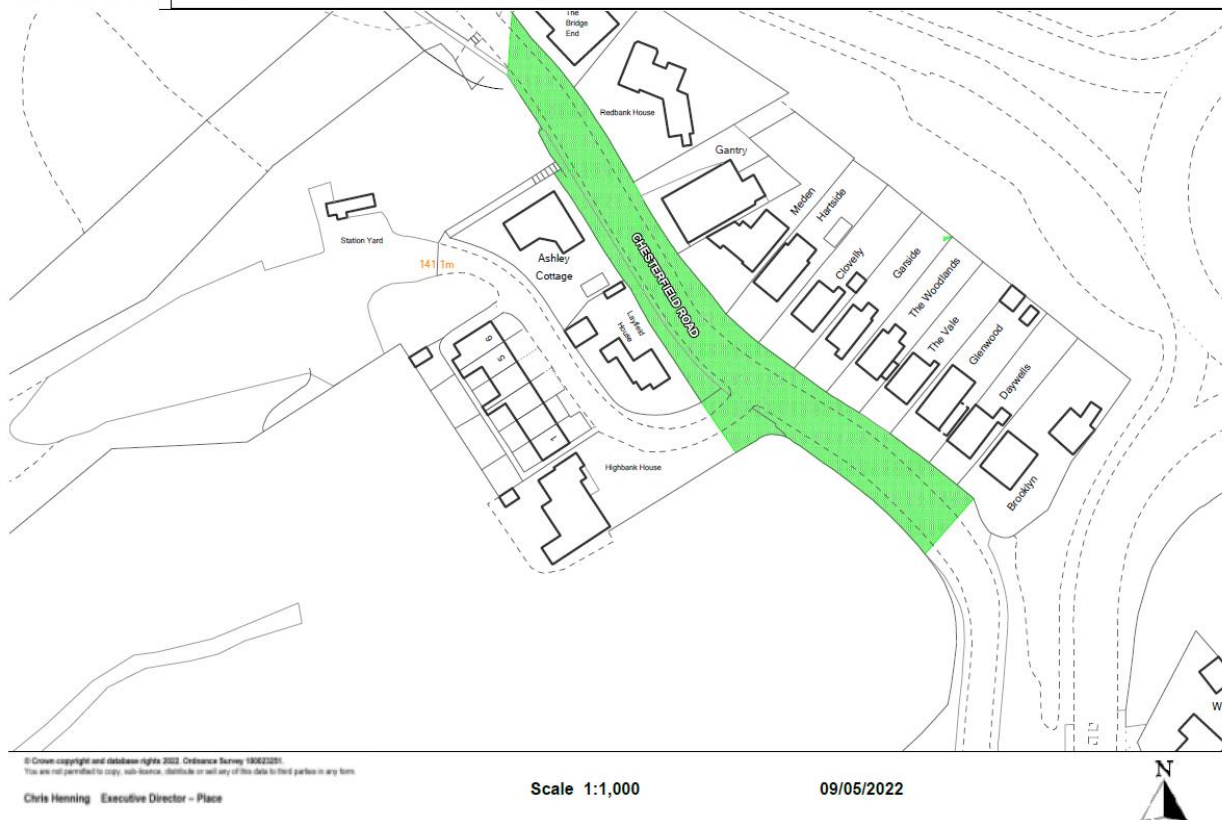 The
Bridge
End
Redbank House
Gantry
Meden
Hartside
Station Yard
141.1m
Ashley
Cottage
CHESTERFIELD ROAD
Clovelly
Garside
The Woodlands
Layfield
House
The Vale
Glenwood
6
5
Daywells
1
Highbank House
Brooklyn
W
© Crown copyright and database rights 2022. Ordnance Survey 100023251.
You are not permitted to copy, sub-licence, distribute or sell any of this data to third parties in any form
Chris Henning Executive Director – Place
Scale 1:1,000
09/05/2022
N